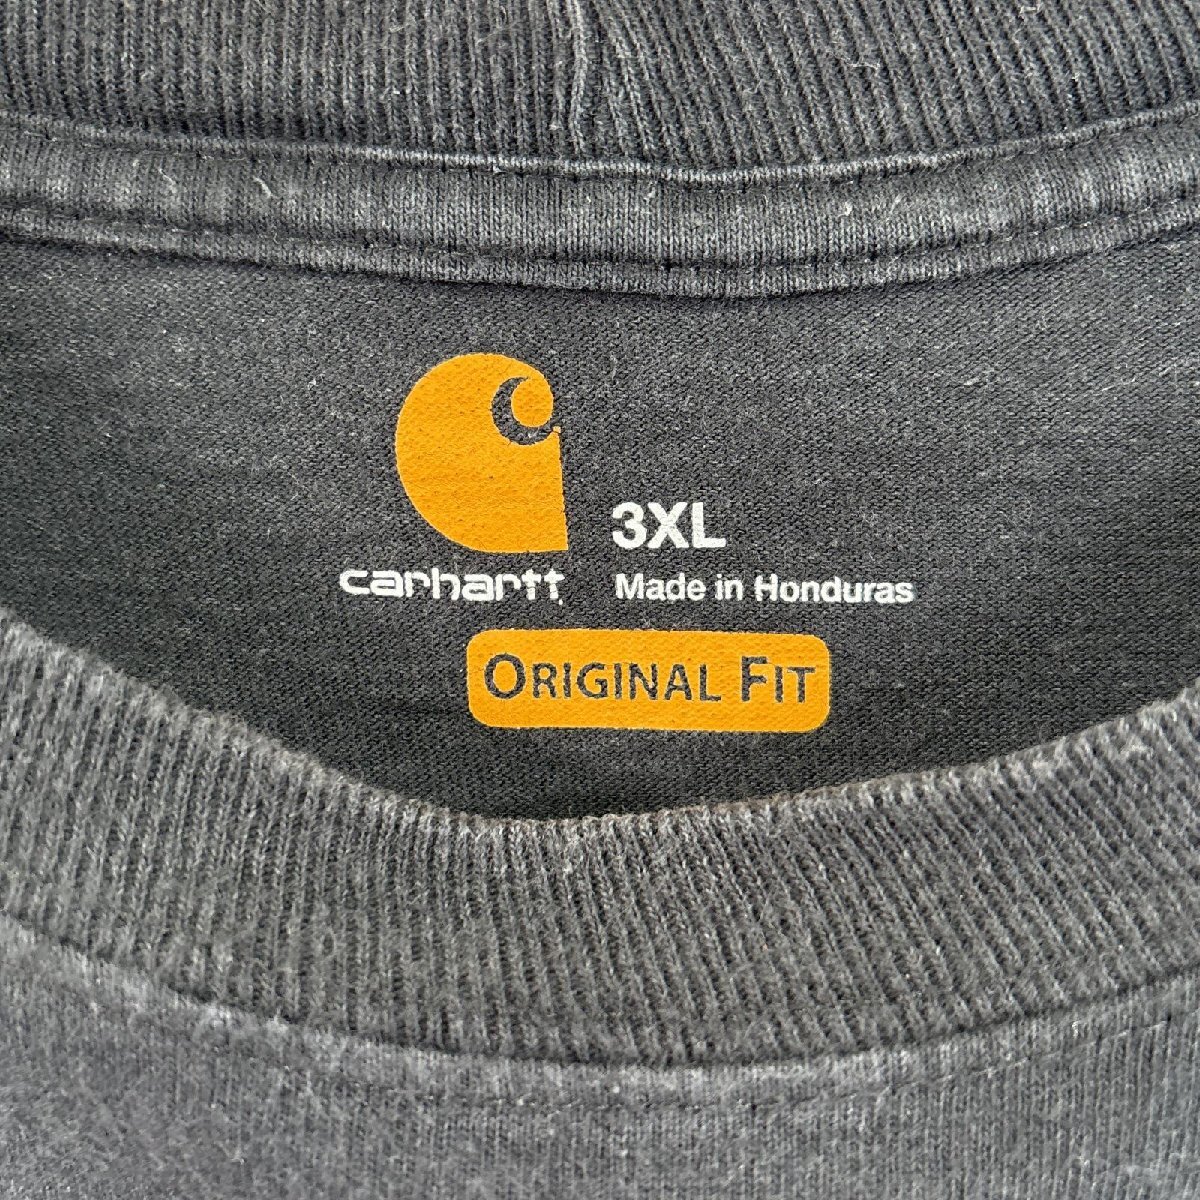 3XL
carhartt
Made in Honduras
ORIGINAL FIT